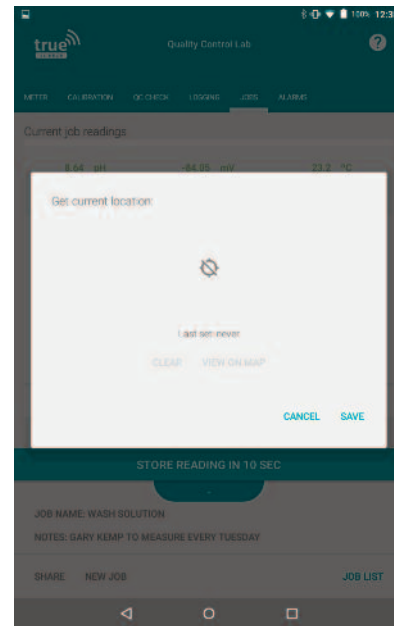 100% 12:3
true
Quality Control Lab
?
METER CALIBRATION QC CHECK LOGGING JOBS ALARMS
Current job readings
8.64 pH -84.05 mV 23.2 °C
Get current location:
Last set: never
CLEAR VIEW ON MAP
CANCEL SAVE
STORE READING IN 10 SEC
JOB NAME: WASH SOLUTION
NOTES: GARY KEMP TO MEASURE EVERY TUESDAY
SHARE NEW JOB JOB LIST